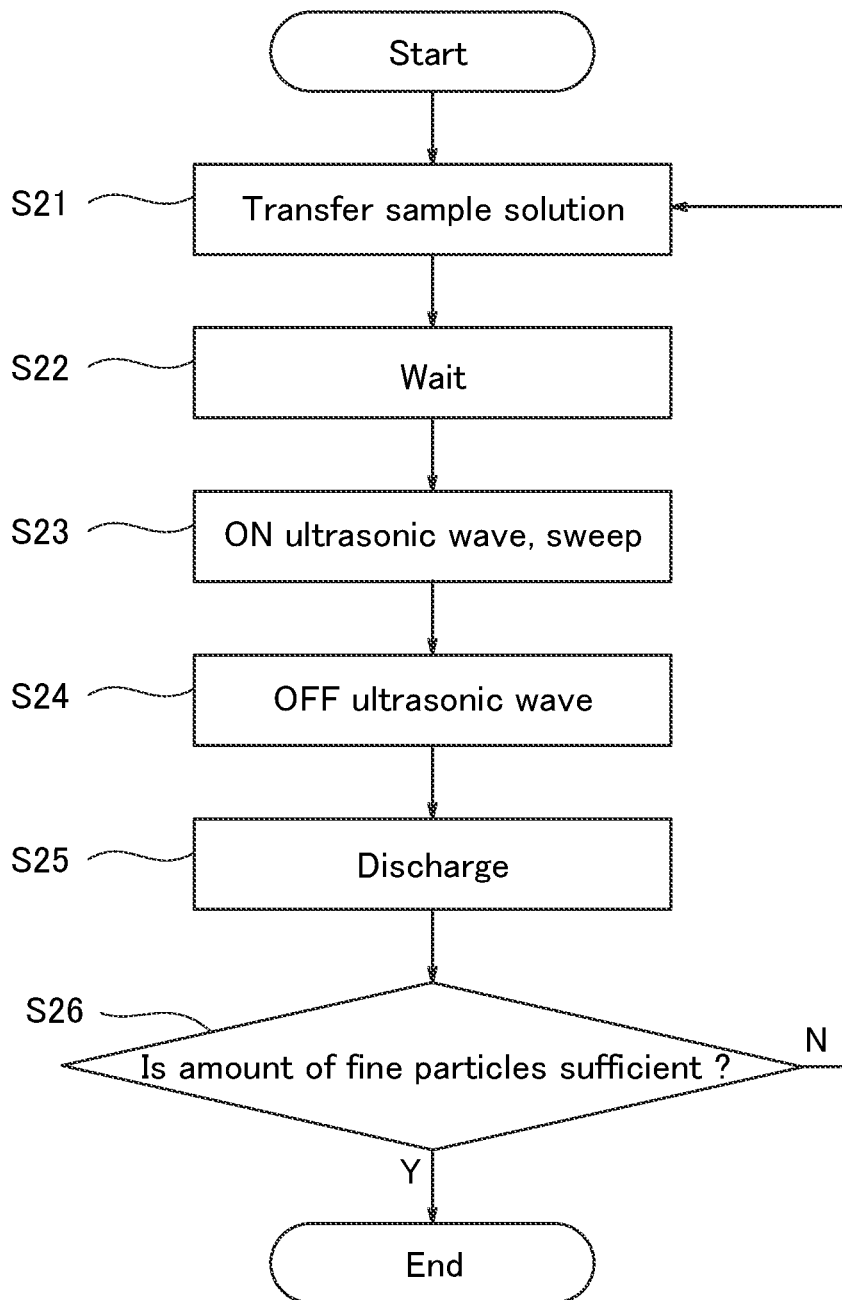 Start
S21
Transfer sample solution
S22
Wait
S23
ON ultrasonic wave, sweep
S24
OFF ultrasonic wave
S25
Discharge
S26
Is amount of fine particles sufficient ?
N
Y
End